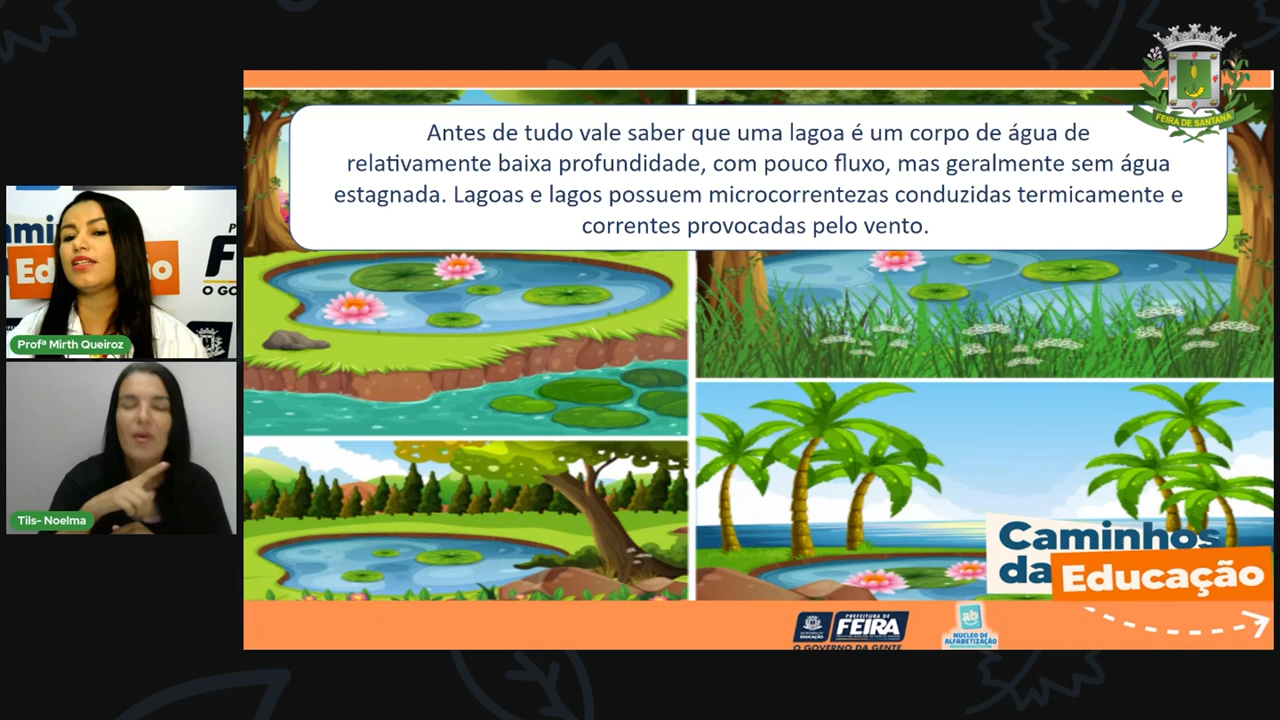 FEIRA DE SANTANA
Antes de tudo vale saber que uma lagoa é um corpo de água de
relativamente baixa profundidade, com pouco fluxo, mas geralmente sem água
estagnada. Lagoas e lagos possuem microcorrentezas conduzidas termicamente e
correntes provocadas pelo vento.
Profª Mirth Queiroz
Tils- Noelma
Caminhos
da Educação
PREFEITURA DE
FEIRA
O GOVERNO DA GENTE
ab
NÚCLEO DE
ALFABETIZAÇÃO